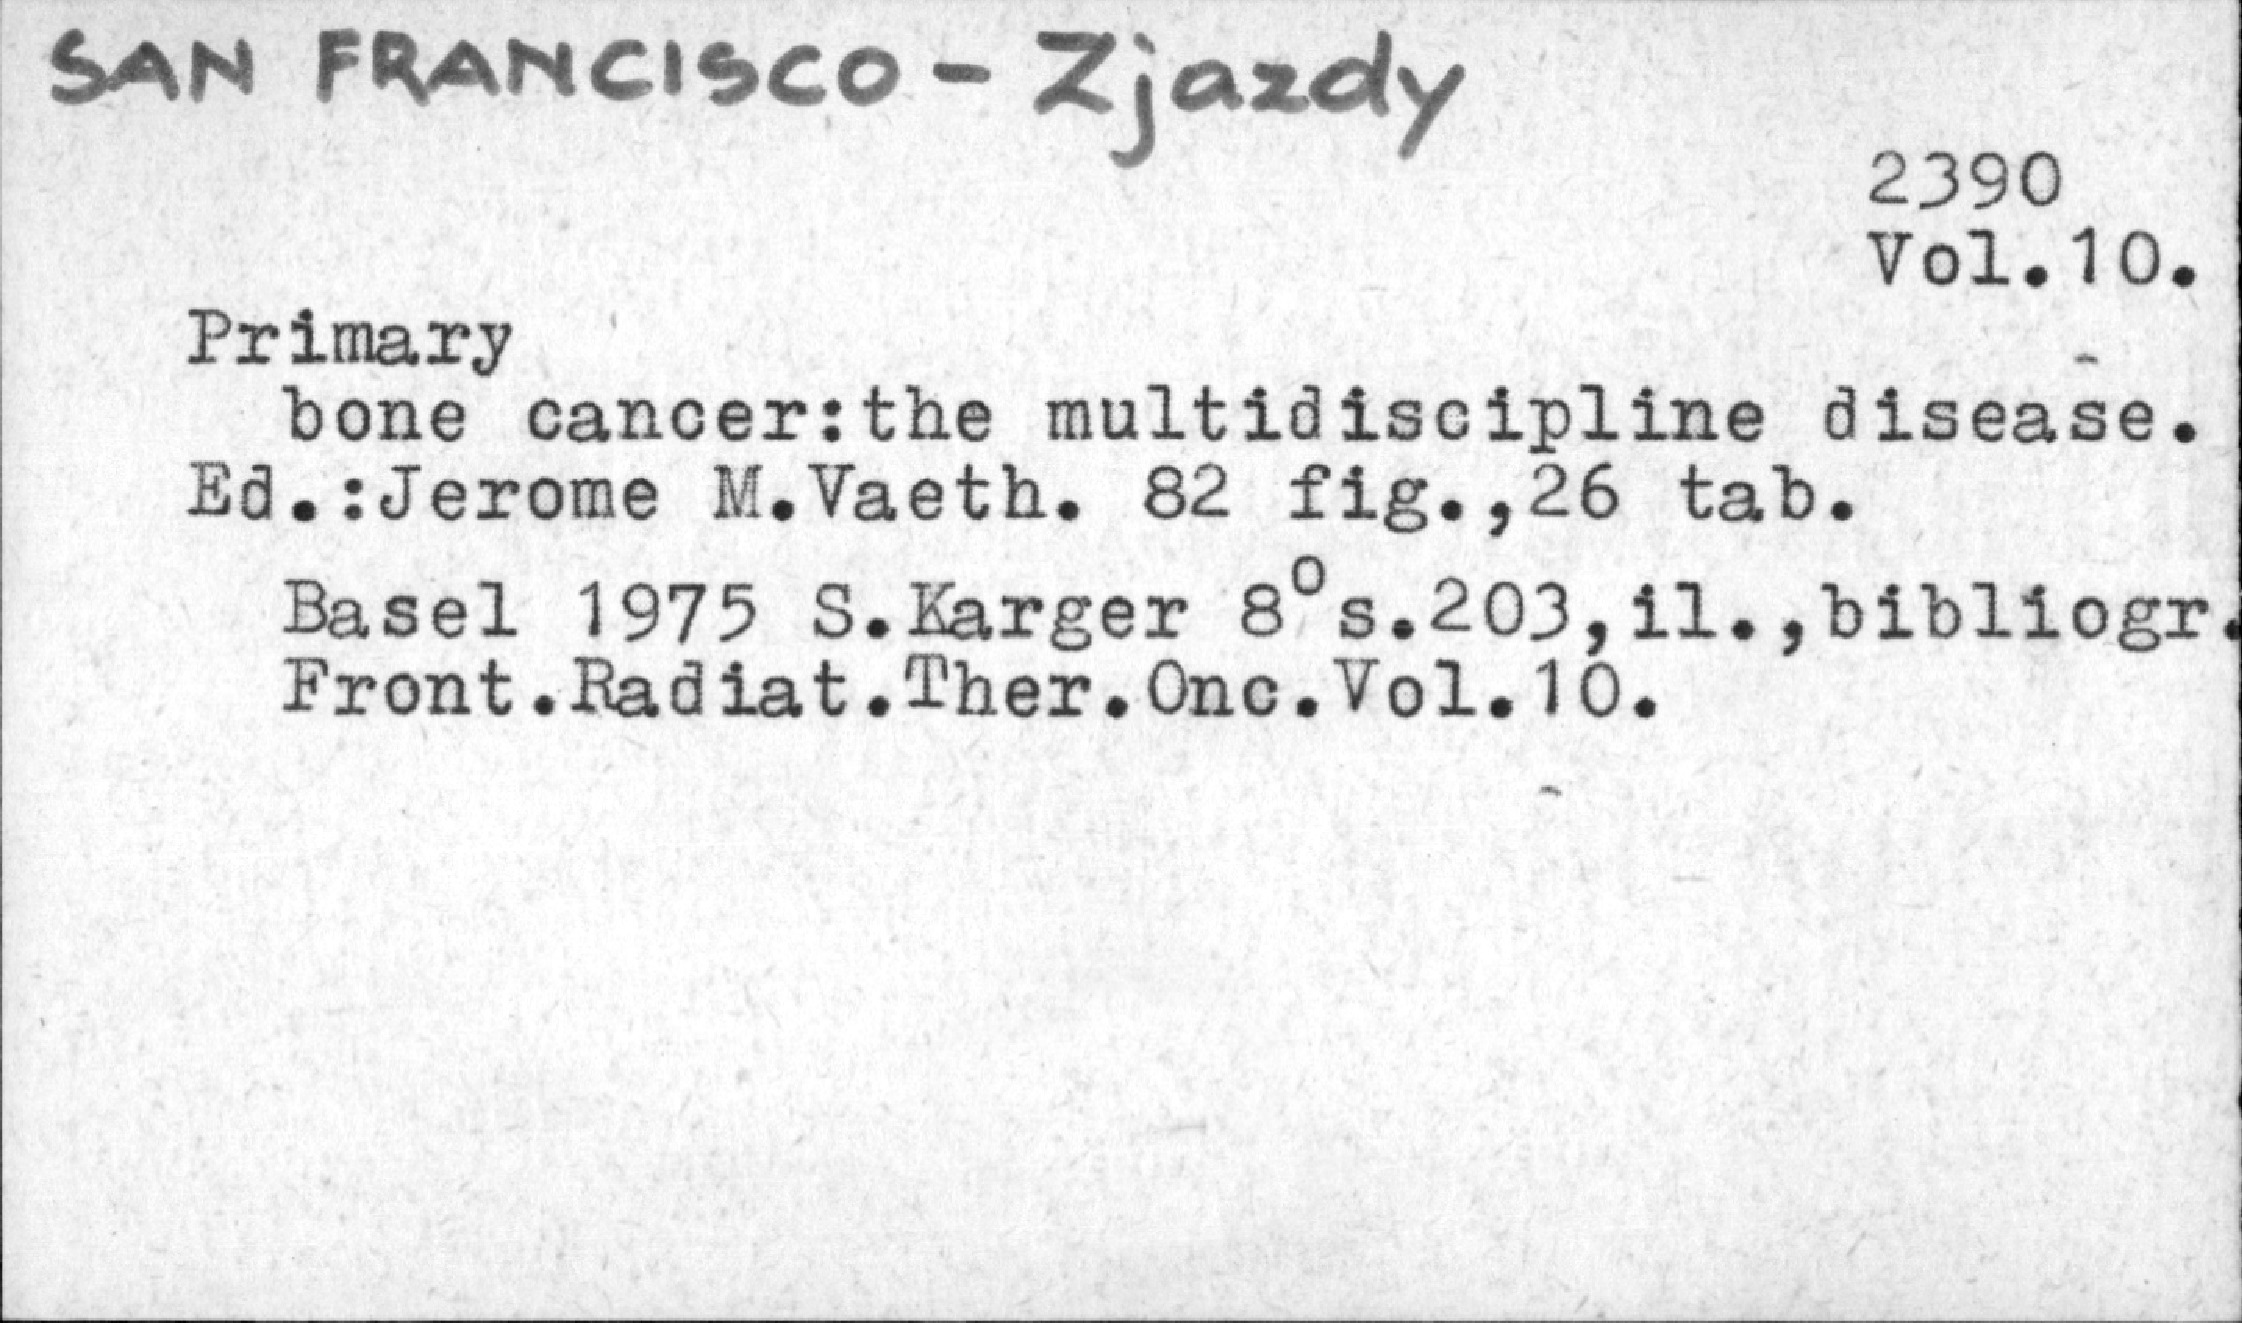 SAN FRANCISCO - Zjazdy
2390
Vol.10.
Primary
bone cancer:the multidiscipline disease.
Ed.:Jerome M.Vaeth. 82 fig.,26 tab.
Basel 1975 S.Karger 8°s.203,il.,bibliogr.
Front.Radiat.Ther.Onc.Vol.10.